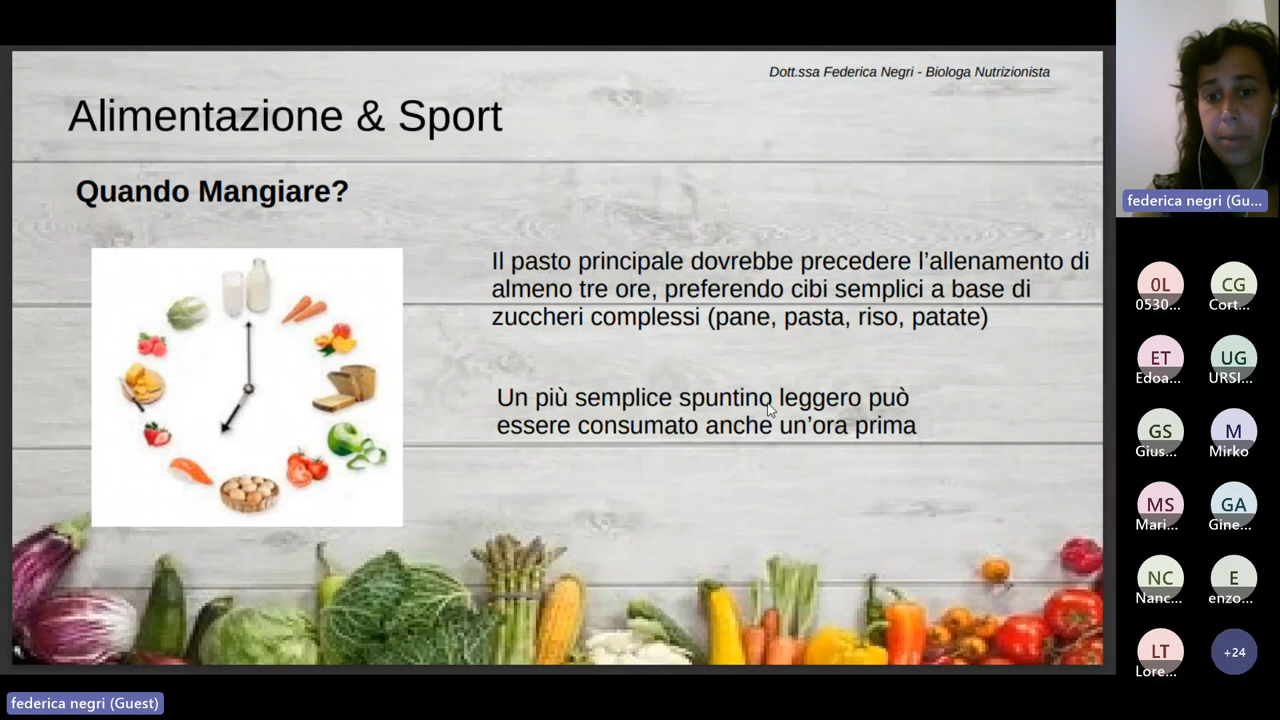 Dott.ssa Federica Negri - Biologa Nutrizionista
Alimentazione & Sport
Quando Mangiare?
Il pasto principale dovrebbe precedere l'allenamento di
almeno tre ore, preferendo cibi semplici a base di
zuccheri complessi (pane, pasta, riso, patate)
Un più semplice spuntino leggero può
essere consumato anche un'ora prima
federica negri (Gu...
0L
0530...
CG
Cort...
ET
Edoa...
UG
URSI...
GS
Gius...
M
Mirko
MS
Mari...
GA
Gine...
NC
Nanc...
E
enzo...
LT
Lore...
+24
federica negri (Guest)